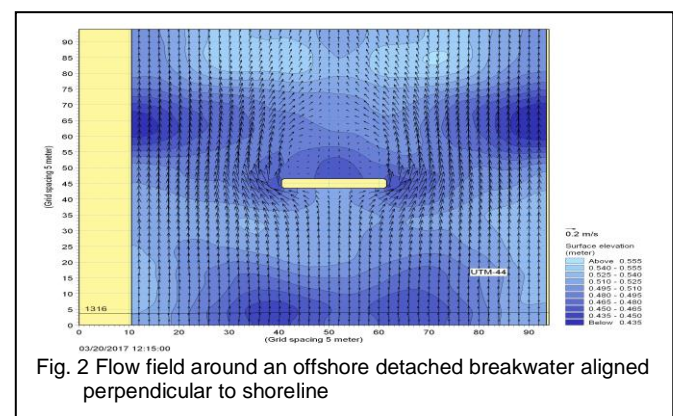 90
85
80
75
70
65
60
55
50
45
40
35
30
25
20
15
10
5
0
(Grid spacing 5 meter)
1316
UTM-44
0 10 20 30 40 50 60 70 80 90
(Grid spacing 5 meter)
03/20/2017 12:15:00
0.2 m/s
Surface elevation
(meter)
Above 0.555
0.540 - 0.555
0.525 - 0.540
0.510 - 0.525
0.495 - 0.510
0.480 - 0.495
0.465 - 0.480
0.450 - 0.465
0.435 - 0.450
Below 0.435
Fig. 2 Flow field around an offshore detached breakwater aligned
perpendicular to shoreline